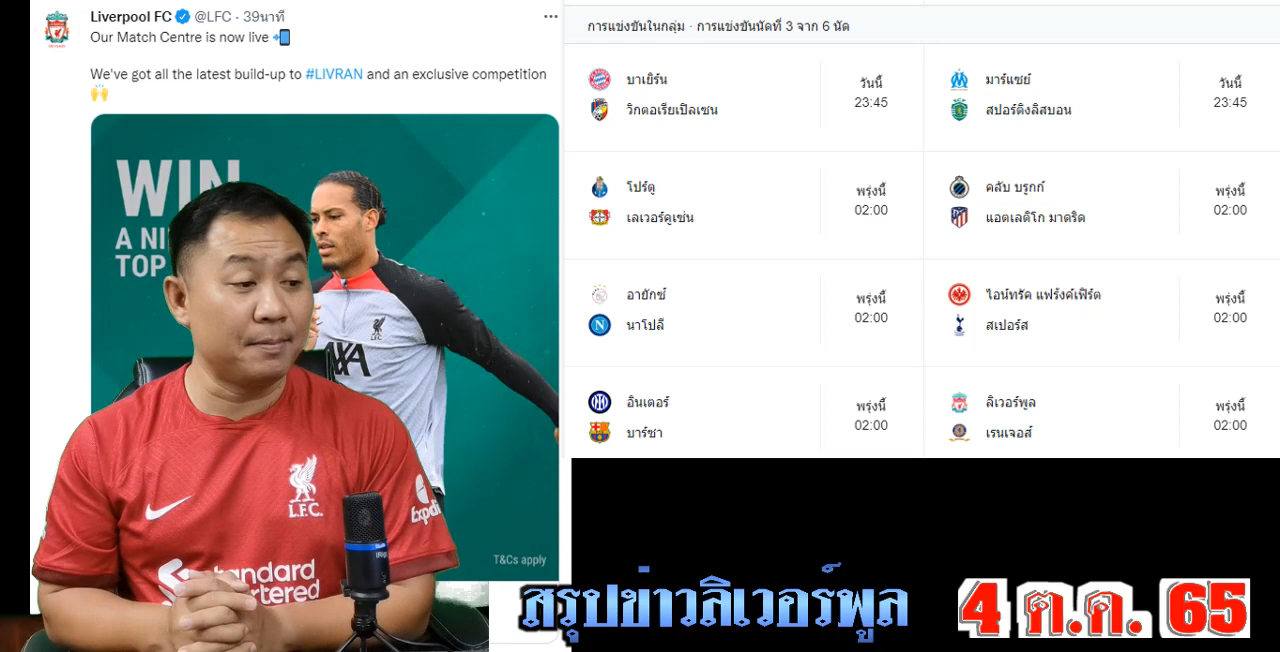 Liverpool FC @LFC · 39นาที
Our Match Centre is now live
We've got all the latest build-up to #LIVRAN and an exclusive competition
WIN
A NI
TOP
L.F.C.
AXA
T&Cs apply
L.F.C.
Expedi
standard
chartered
การแข่งขันในกลุ่ม · การแข่งขันนัดที่ 3 จาก 6 นัด
บาเยิร์น
วิกตอเรียเปิลเซน
วันนี้
23:45
มาร์แซย์
สปอร์ติงลิสบอน
วันนี้
23:45
โปร์ตู
เลเวอร์คูเซ่น
พรุ่งนี้
02:00
คลับ บรูกก์
แอตเลติโก มาดริด
พรุ่งนี้
02:00
อายักซ์
นาโปลี
พรุ่งนี้
02:00
ไอน์ทรัค แฟร้งค์เฟิร์ต
สเปอร์ส
พรุ่งนี้
02:00
อินเตอร์
บาร์ซา
พรุ่งนี้
02:00
ลิเวอร์พูล
เรนเจอส์
พรุ่งนี้
02:00
สรุปข่าวลิเวอร์พูล
4 ต.ค. 65